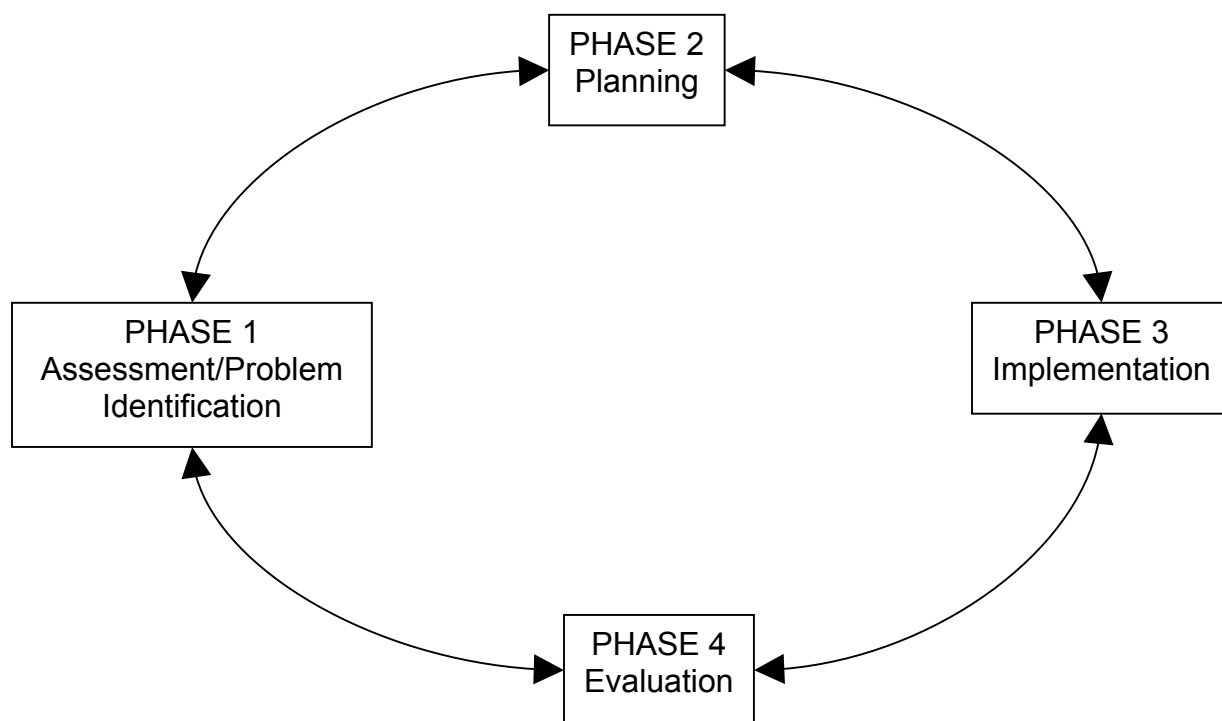 PHASE 2
Planning
PHASE 1
Assessment/Problem
Identification
PHASE 3
Implementation
PHASE 4
Evaluation